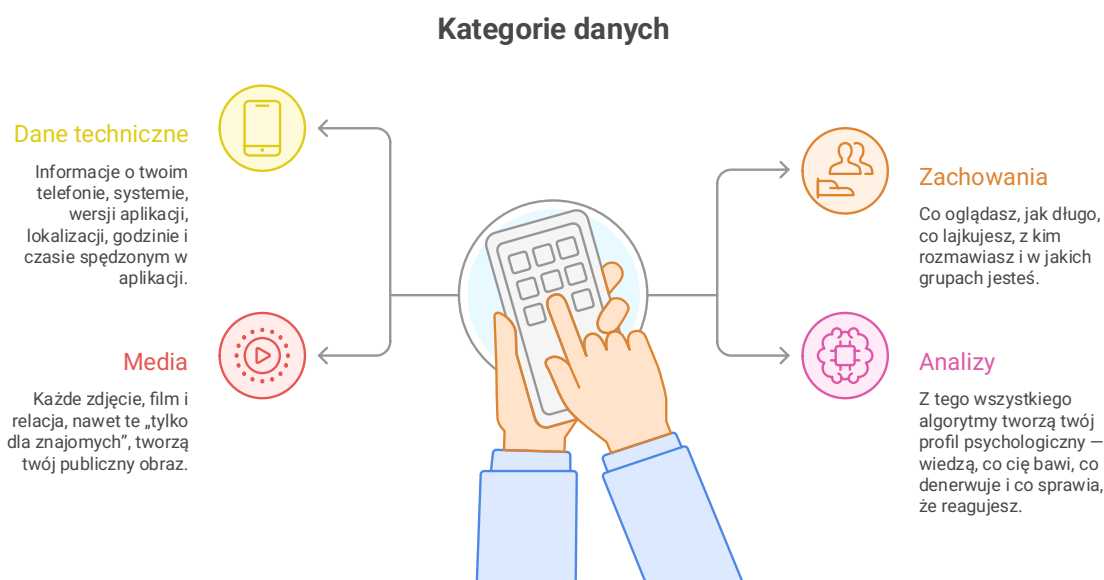 Kategorie danych
Dane techniczne
Informacje o twoim
telefonie, systemie,
wersji aplikacji,
lokalizacji, godzinie i
czasie spędzonym w
aplikacji.
Media
Każde zdjęcie, film i
relacja, nawet te „tylko
dla znajomych”, tworzą
twój publiczny obraz.
Zachowania
Co oglądasz, jak długo,
co lajkujesz, z kim
rozmawiasz i w jakich
grupach jesteś.
Analizy
Z tego wszystkiego
algorytmy tworzą twój
profil psychologiczny —
wiedzą, co cię bawi, co
denerwuje i co sprawia,
że reagujesz.